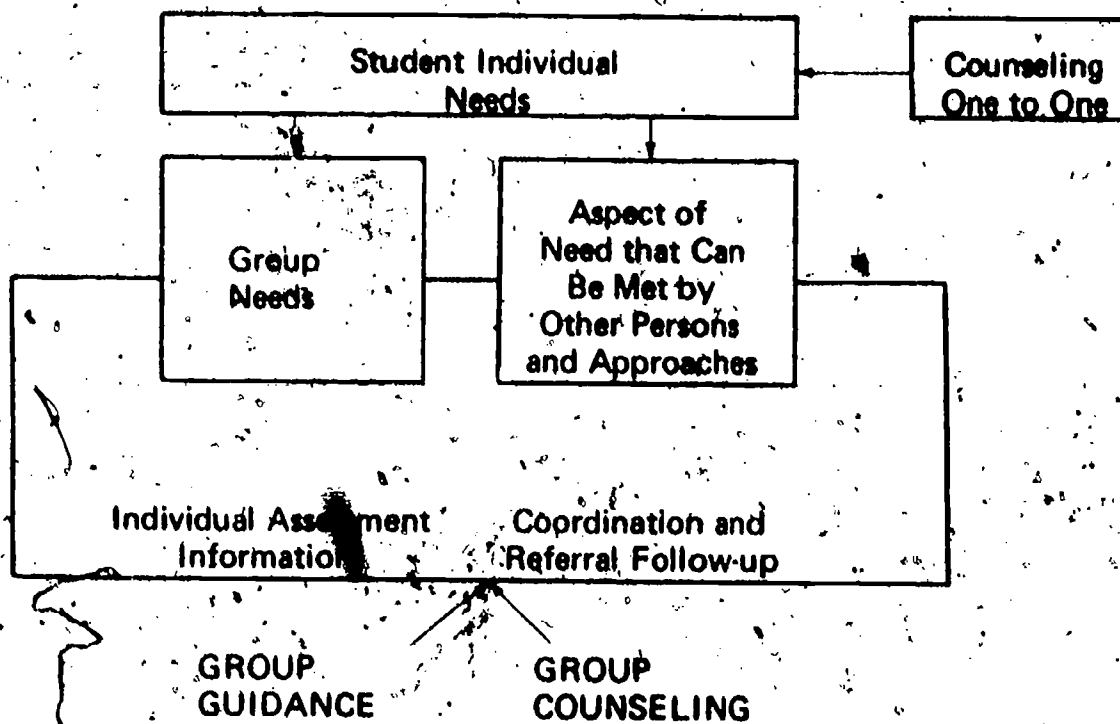 Student Individual
Needs
Counseling
One to One
Group
Needs
Aspect of
Need that Can
Be Met by
Other Persons
and Approaches
Individual Assessment
Information
Coordination and
Referral Follow-up
GROUP
GUIDANCE
GROUP
COUNSELING